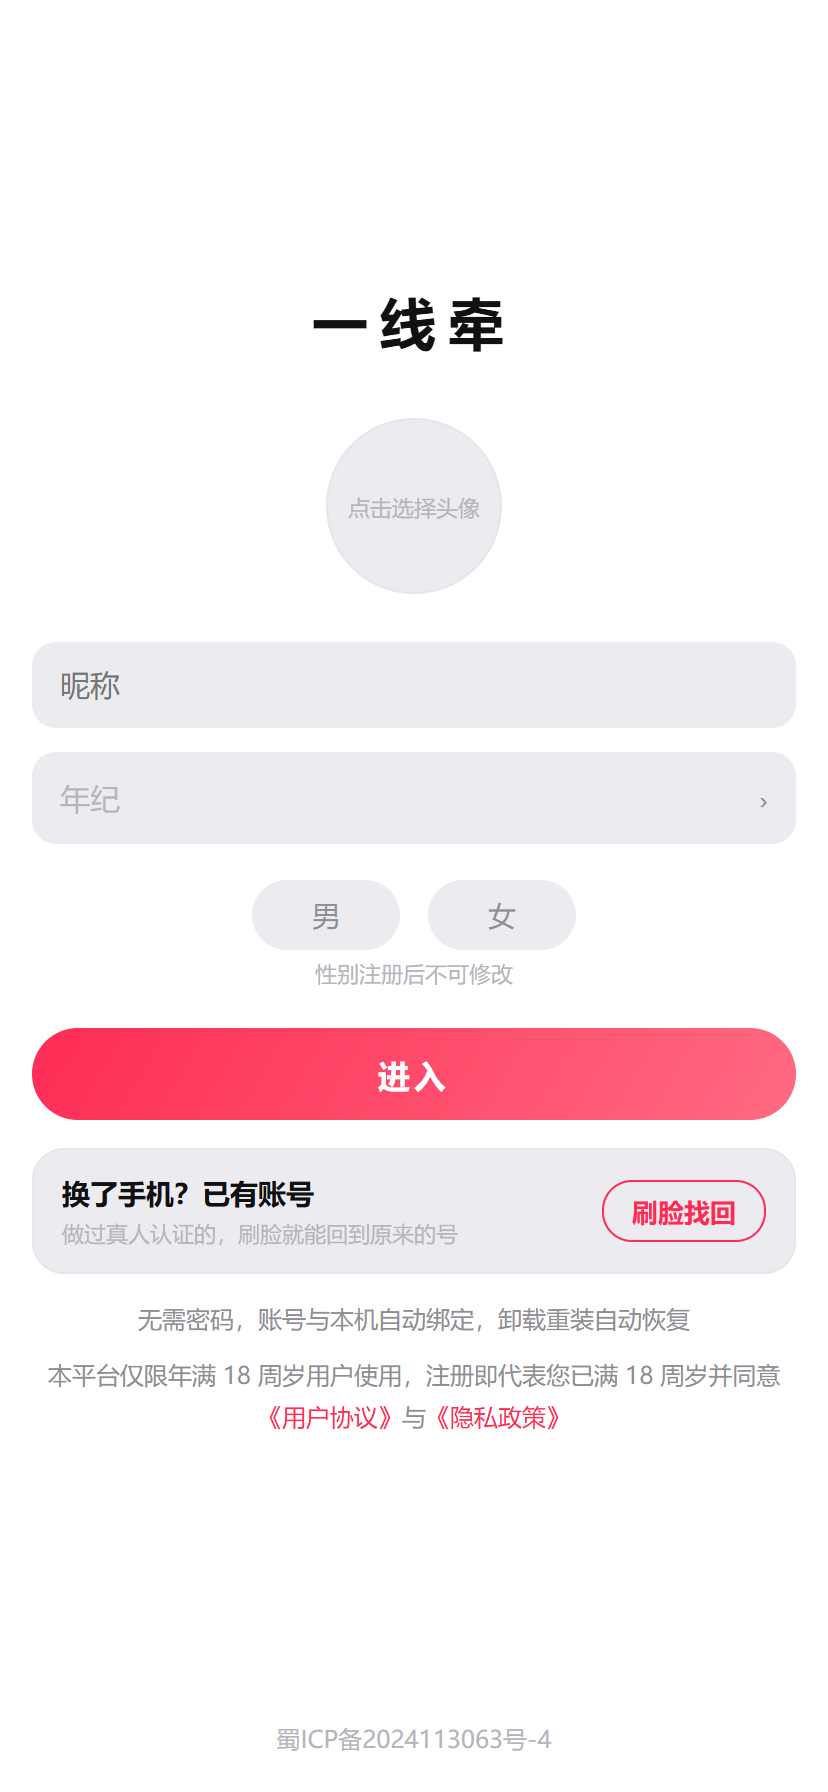 一线牵
点击选择头像
昵称
年纪 ›
男 女
性别注册后不可修改
进入
换了手机？已有账号
做过真人认证的，刷脸就能回到原来的号
刷脸找回
无需密码，账号与本机自动绑定，卸载重装自动恢复
本平台仅限年满 18 周岁用户使用，注册即代表您已满 18 周岁并同意
《用户协议》与《隐私政策》
蜀ICP备2024113063号-4